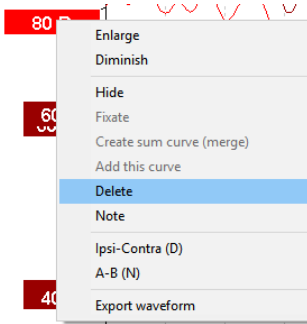 80
Enlarge
Diminish
Hide
60
Fixate
Create sum curve (merge)
Add this curve
Delete
Note
Ipsi-Contra (D)
A-B (N)
40
Export waveform